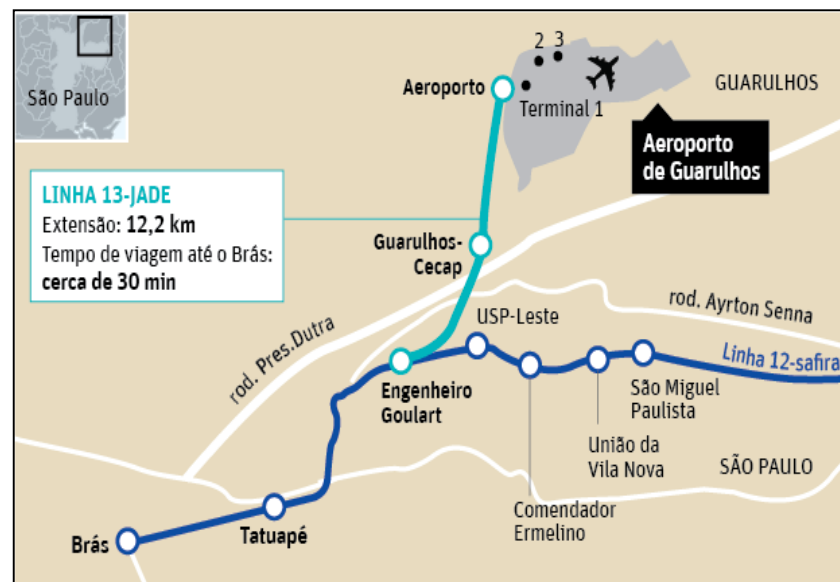 São Paulo
2 3
Aeroporto
Terminal 1
GUARULHOS
Aeroporto
de Guarulhos
LINHA 13-JADE
Extensão: 12,2 km
Tempo de viagem até o Brás:
cerca de 30 min
Guarulhos-
Cecap
rod. Pres.Dutra
USP-Leste
rod. Ayrton Senna
Linha 12-safira
Engenheiro
Goulart
São Miguel
Paulista
União da
Vila Nova
SÃO PAULO
Comendador
Ermelino
Tatuapé
Brás